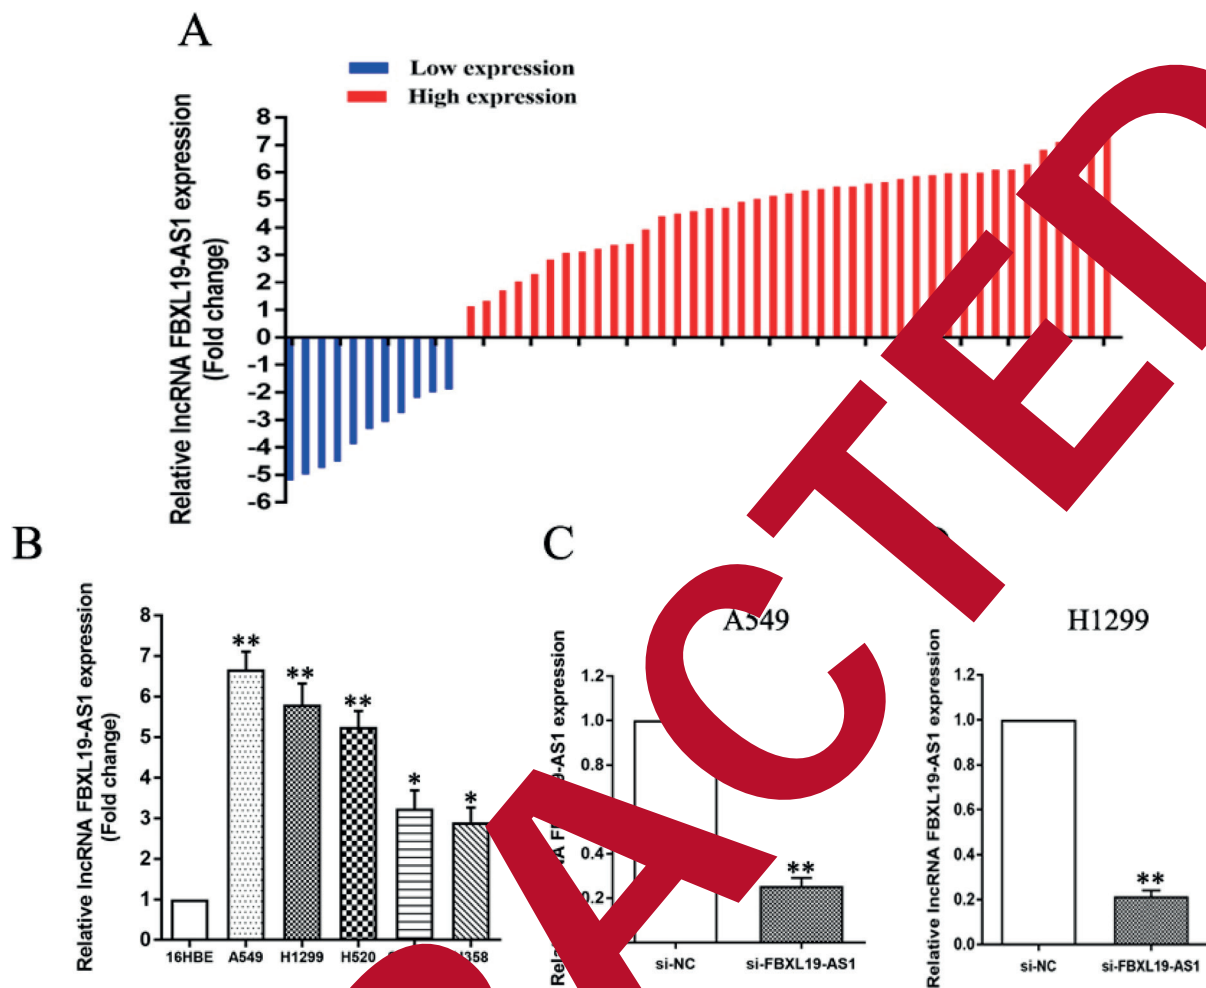 A
Low expression
High expression
Relative lncRNA FBXL19-AS1 expression
(Fold change)
8
7
6
5
4
3
2
1
0
-1
-2
-3
-4
-5
-6
B
Relative lncRNA FBXL19-AS1 expression
(Fold change)
8
7
6
5
4
3
2
1
0
** ** ** * *
16HBE A549 H1299 H520
C
A549
1.2
1.0
0.8
0.4
0.2
**
si-NC si-FBXL19-AS1
H1299
Relative lncRNA FBXL19-AS1 expression
1.2
1.0
0.8
0.6
0.4
0.2
0.0
**
si-NC si-FBXL19-AS1
ACTED